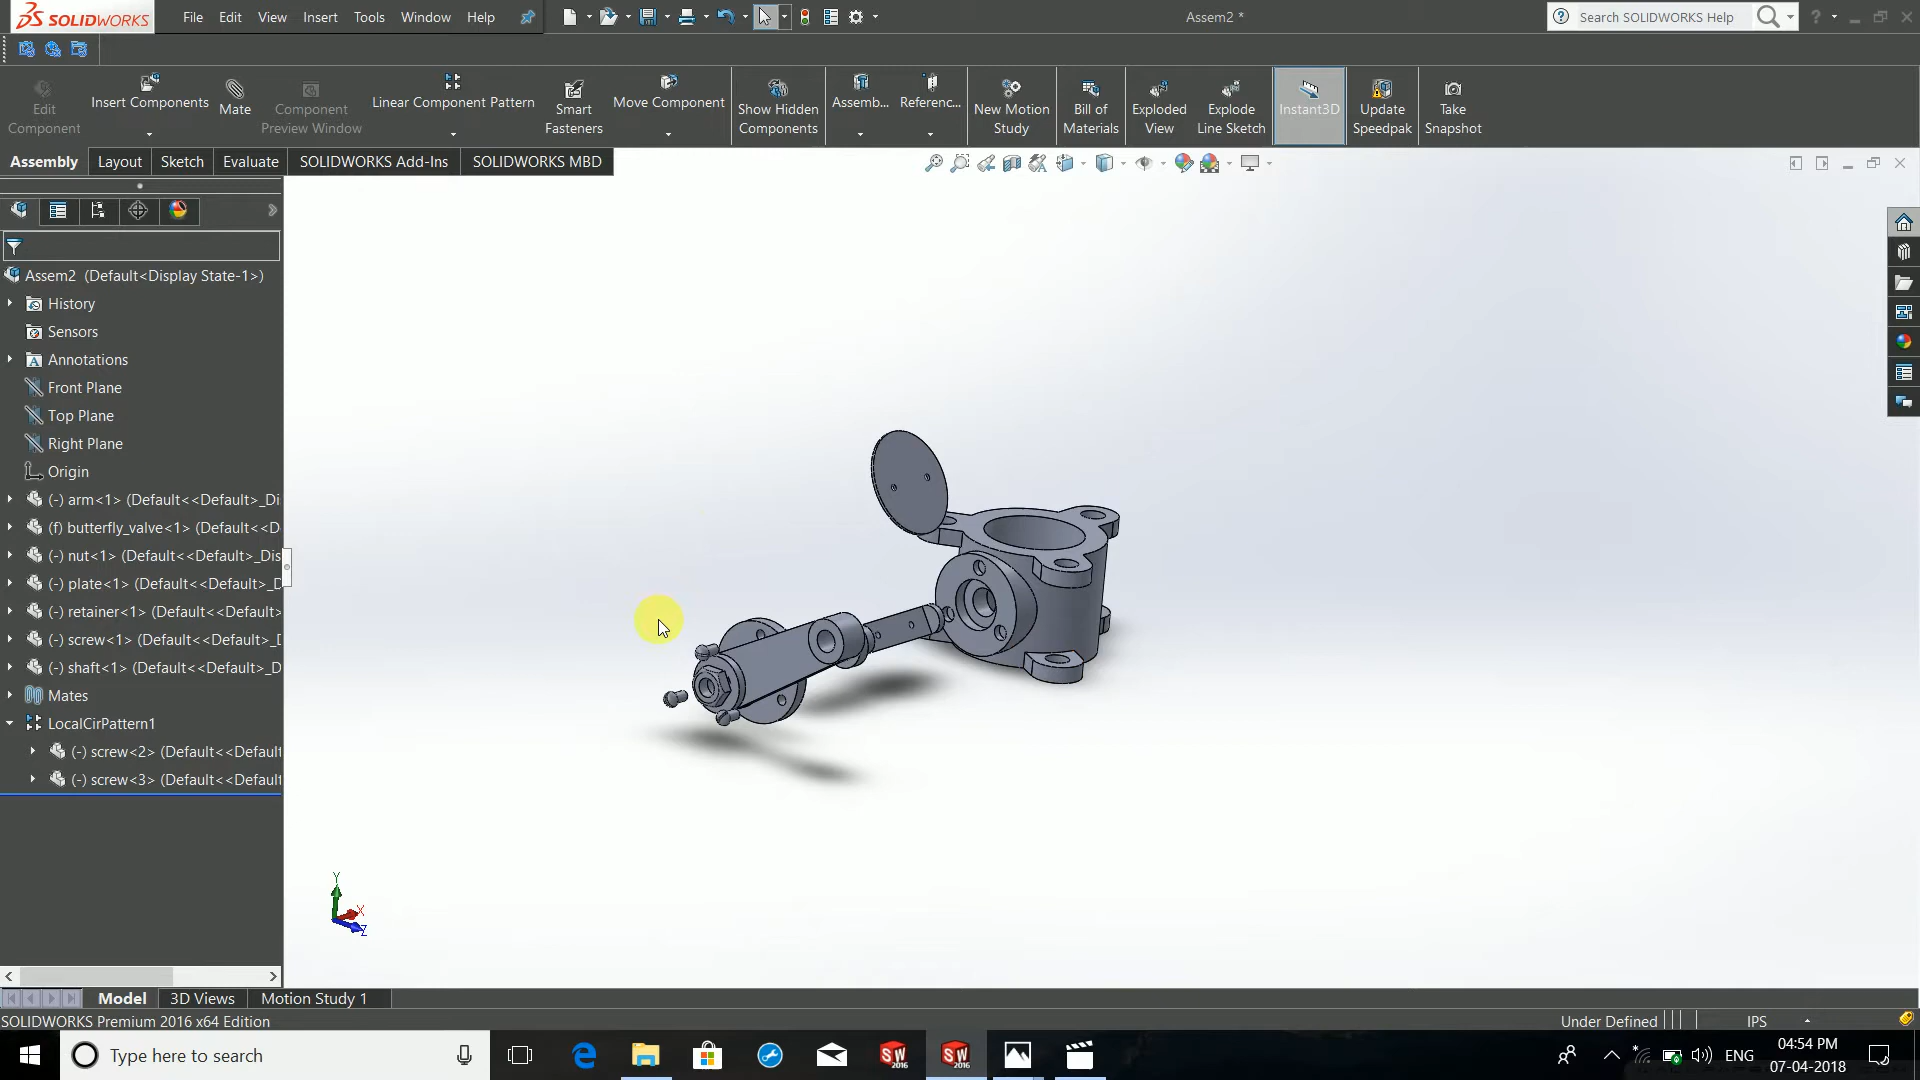 SOLIDWORKS File Edit View Insert Tools Window Help Assem2 * Search SOLIDWORKS Help ?
Edit Component
Insert Components
Mate
Component Preview Window
Linear Component Pattern
Smart Fasteners
Move Component
Show Hidden Components
Assemb...
Referenc...
New Motion Study
Bill of Materials
Exploded View
Explode Line Sketch
Instant3D
Update Speedpak
Take Snapshot
Assembly Layout Sketch Evaluate SOLIDWORKS Add-Ins SOLIDWORKS MBD
Assem2 (Default<Display State-1>)
History
Sensors
A Annotations
Front Plane
Top Plane
Right Plane
Origin
(-) arm<1> (Default<<Default>_Di
(f) butterfly_valve<1> (Default<<D
(-) nut<1> (Default<<Default>_Dis
(-) plate<1> (Default<<Default>_D
(-) retainer<1> (Default<<Default>
(-) screw<1> (Default<<Default>_D
(-) shaft<1> (Default<<Default>_D
Mates
LocalCirPattern1
(-) screw<2> (Default<<Default
(-) screw<3> (Default<<Default
Y
X
Z
Model 3D Views Motion Study 1
SOLIDWORKS Premium 2016 x64 Edition Under Defined IPS
Type here to search SW 2016 SW 2016 ENG 04:54 PM
07-04-2018